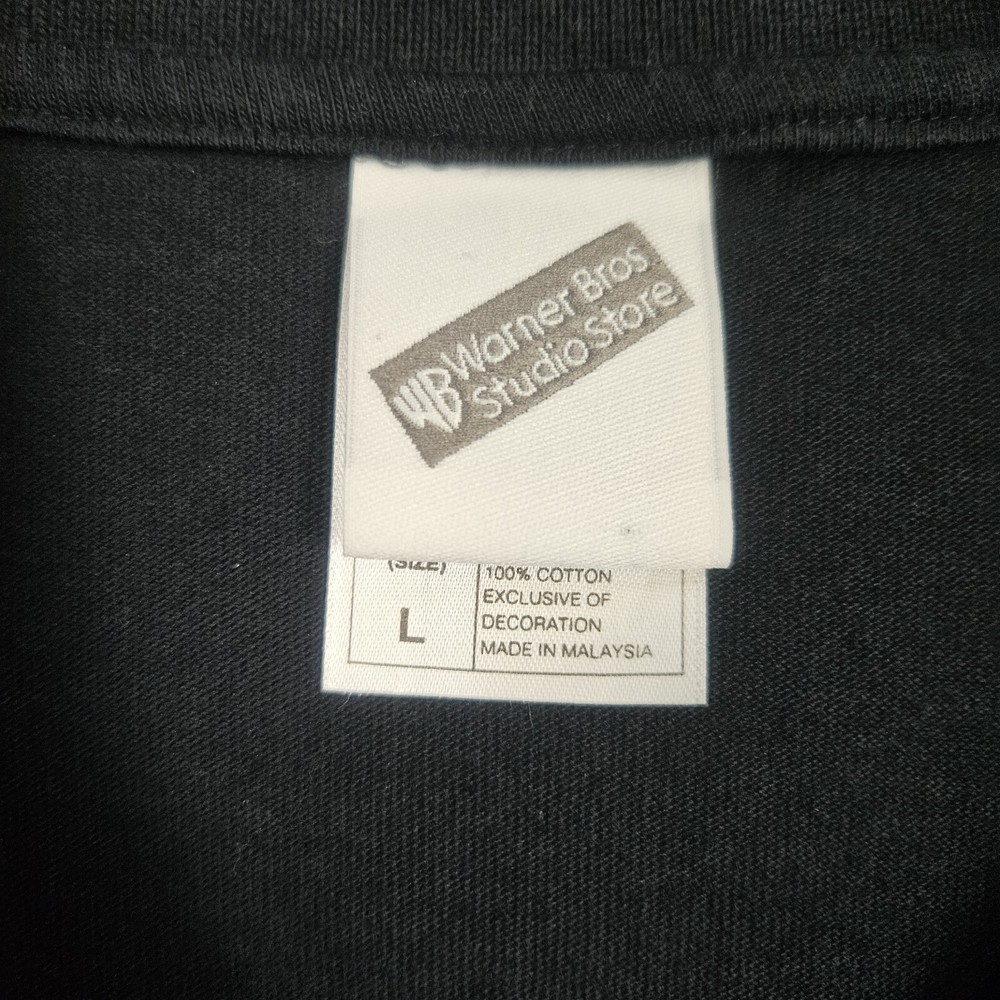 WB Warner Bros
Studio Store
(SIZE)
L
100% COTTON
EXCLUSIVE OF
DECORATION
MADE IN MALAYSIA